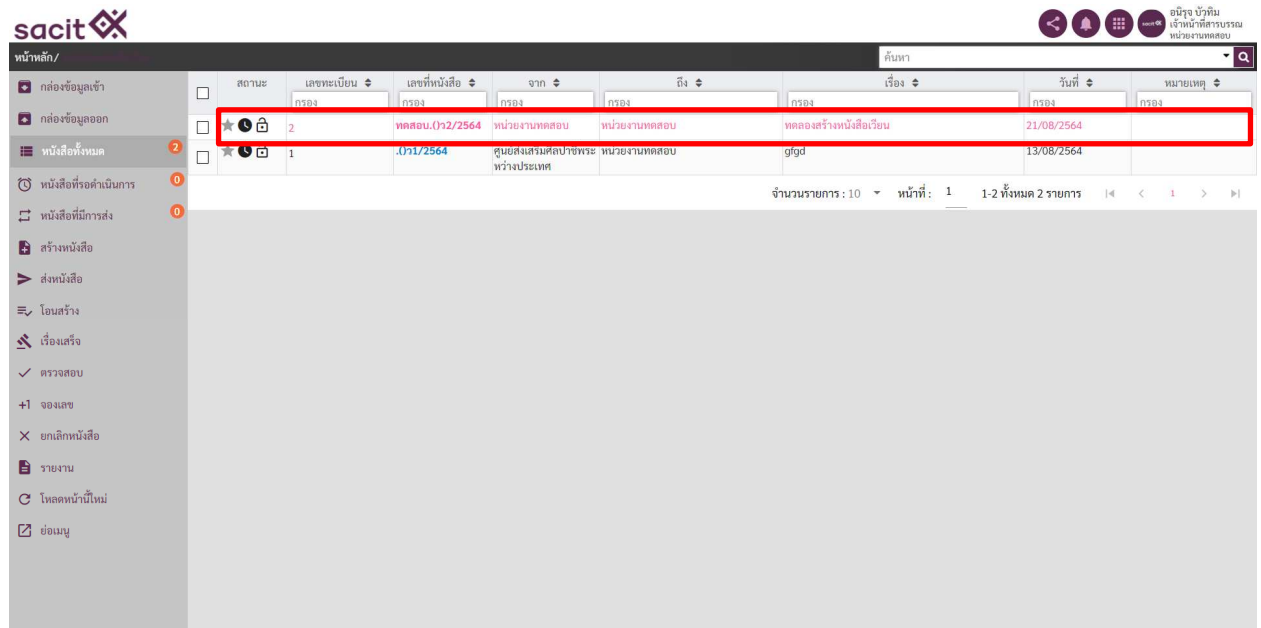 sacit
อนิรุจ บัวทิม
เจ้าหน้าที่สารบรรณ
หน่วยงานทดสอบ
หน้าหลัก/
ค้นหา
กล่องข้อมูลเข้า
กล่องข้อมูลออก
หนังสือทั้งหมด 2
หนังสือที่รอดำเนินการ 0
หนังสือที่มีการส่ง 0
สร้างหนังสือ
ส่งหนังสือ
โอนสร้าง
เรื่องเสร็จ
ตรวจสอบ
+1 จองเลข
ยกเลิกหนังสือ
รายงาน
โหลดหน้านี้ใหม่
ย่อเมนู
สถานะ เลขทะเบียน เลขที่หนังสือ จาก ถึง เรื่อง วันที่ หมายเหตุ
กรอง กรอง กรอง กรอง กรอง กรอง กรอง
2 ทดสอบ.()ว2/2564 หน่วยงานทดสอบ หน่วยงานทดสอบ ทดลองสร้างหนังสือเวียน 21/08/2564
1 .()ว1/2564 ศูนย์ส่งเสริมศิลปาชีพระ หน่วยงานทดสอบ gfgd 13/08/2564
หว่างประเทศ
จำนวนรายการ : 10 หน้าที่ : 1 1-2 ทั้งหมด 2 รายการ 1